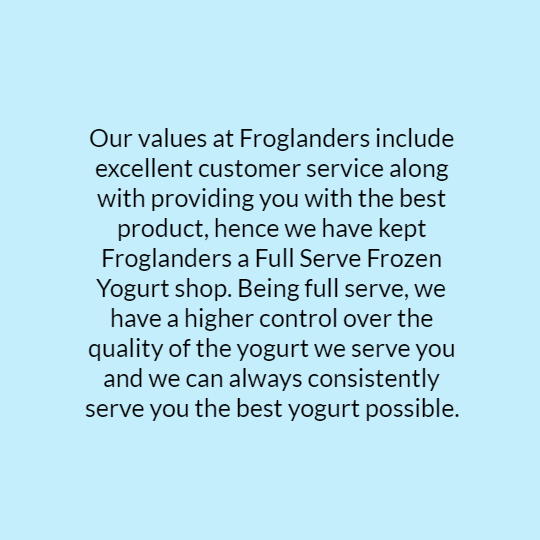 Our values at Froglanders include
excellent customer service along
with providing you with the best
product, hence we have kept
Froglanders a Full Serve Frozen
Yogurt shop. Being full serve, we
have a higher control over the
quality of the yogurt we serve you
and we can always consistently
serve you the best yogurt possible.